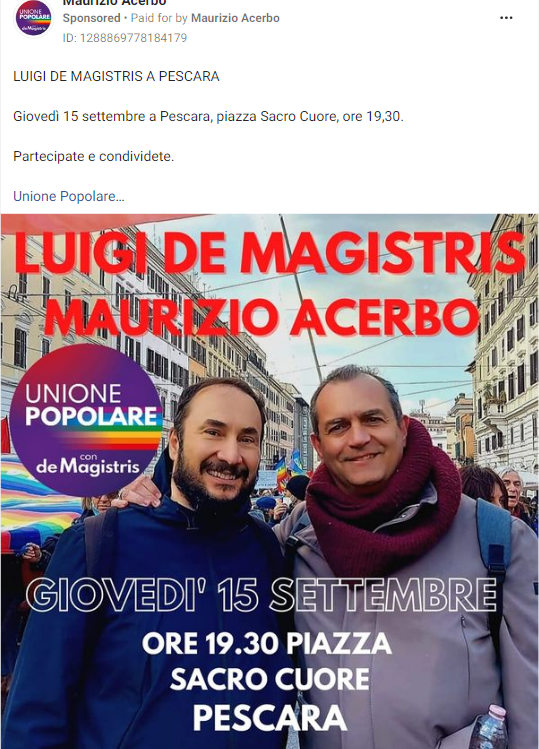 Maurizio Acerbo
Sponsored • Paid for by Maurizio Acerbo
ID: 1288869778184179
LUIGI DE MAGISTRIS A PESCARA
Giovedì 15 settembre a Pescara, piazza Sacro Cuore, ore 19,30.
Partecipate e condividete.
Unione Popolare...
LUIGI DE MAGISTRIS
MAURIZIO ACERBO
UNIONE
POPOLARE
con
de Magistris
GIOVEDI' 15 SETTEMBRE
ORE 19.30 PIAZZA
SACRO CUORE
PESCARA